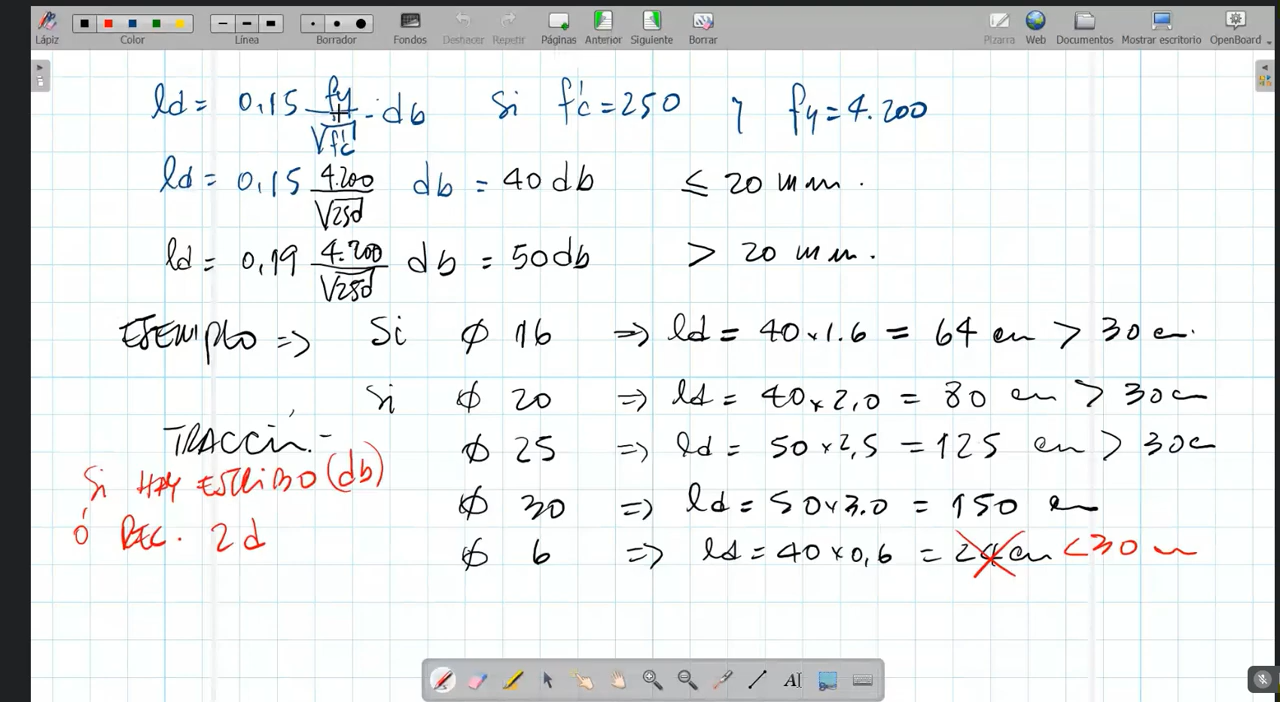 Lápiz Color Línea Borrador Fondos Deshacer Repetir Páginas Anterior Siguiente Borrar Pizarra Web Documentos Mostrar escritorio OpenBoard
ld = 0,15 fy/√f'c · db Si f'c = 250 y fy = 4.200
ld = 0,15 4.200/√250 db = 40 db ≤ 20 mm.
ld = 0,19 4.200/√250 db = 50 db > 20 mm.
EJEMPLO => Si φ 16 => ld = 40 x 1.6 = 64 cm > 30 cm.
Si φ 20 => ld = 40 x 2,0 = 80 cm > 30 cm
TRACCIÓN.- φ 25 => ld = 50 x 2,5 = 125 cm > 30 cm
Si HAY ESTRIBO (db)
φ 30 => ld = 50 x 3.0 = 150 cm
ó REC. 2d
φ 6 => ld = 40 x 0,6 = 24 cm < 30 cm